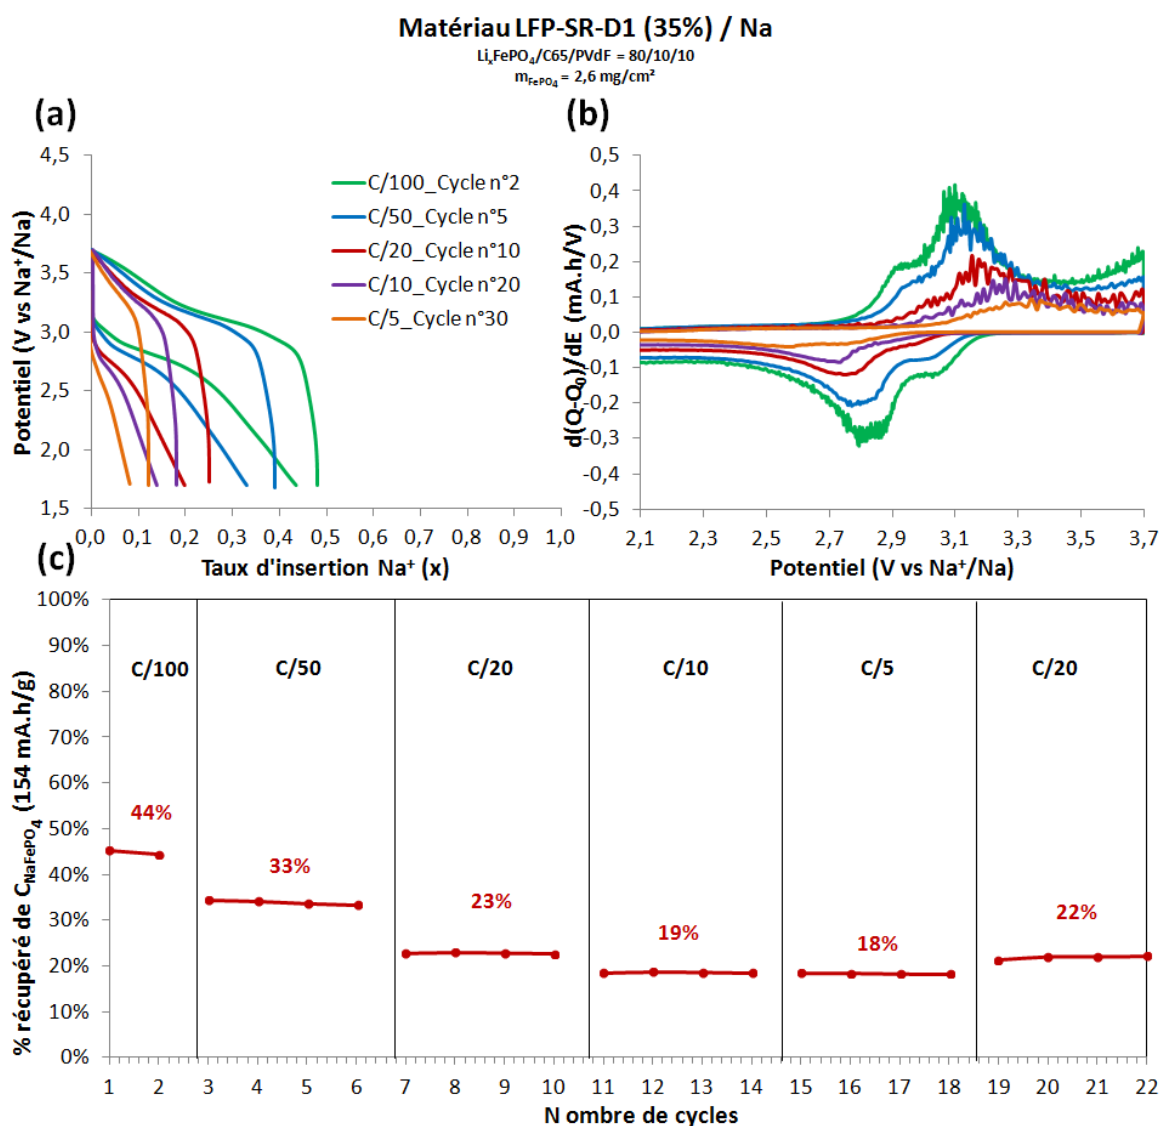 Matériau LFP-SR-D1 (35%) / Na
LiₓFePO₄/C65/PVdF = 80/10/10
m_FePO₄ = 2,6 mg/cm²
(a)
Potentiel (V vs Na⁺/Na)
4,5
4,0
3,5
3,0
2,5
2,0
1,5
0,0 0,1 0,2 0,3 0,4 0,5 0,6 0,7 0,8 0,9 1,0
Taux d'insertion Na⁺ (x)
C/100_Cycle n°2
C/50_Cycle n°5
C/20_Cycle n°10
C/10_Cycle n°20
C/5_Cycle n°30
(b)
d(Q-Q₀)/dE (mA.h/V)
0,5
0,4
0,3
0,2
0,1
0,0
-0,1
-0,2
-0,3
-0,4
-0,5
2,1 2,3 2,5 2,7 2,9 3,1 3,3 3,5 3,7
Potentiel (V vs Na⁺/Na)
(c)
% récupéré de C_NaFePO₄ (154 mA.h/g)
100%
90%
80%
70%
60%
50%
40%
30%
20%
10%
0%
C/100 C/50 C/20 C/10 C/5 C/20
44% 33% 23% 19% 18% 22%
1 2 3 4 5 6 7 8 9 10 11 12 13 14 15 16 17 18 19 20 21 22
N ombre de cycles